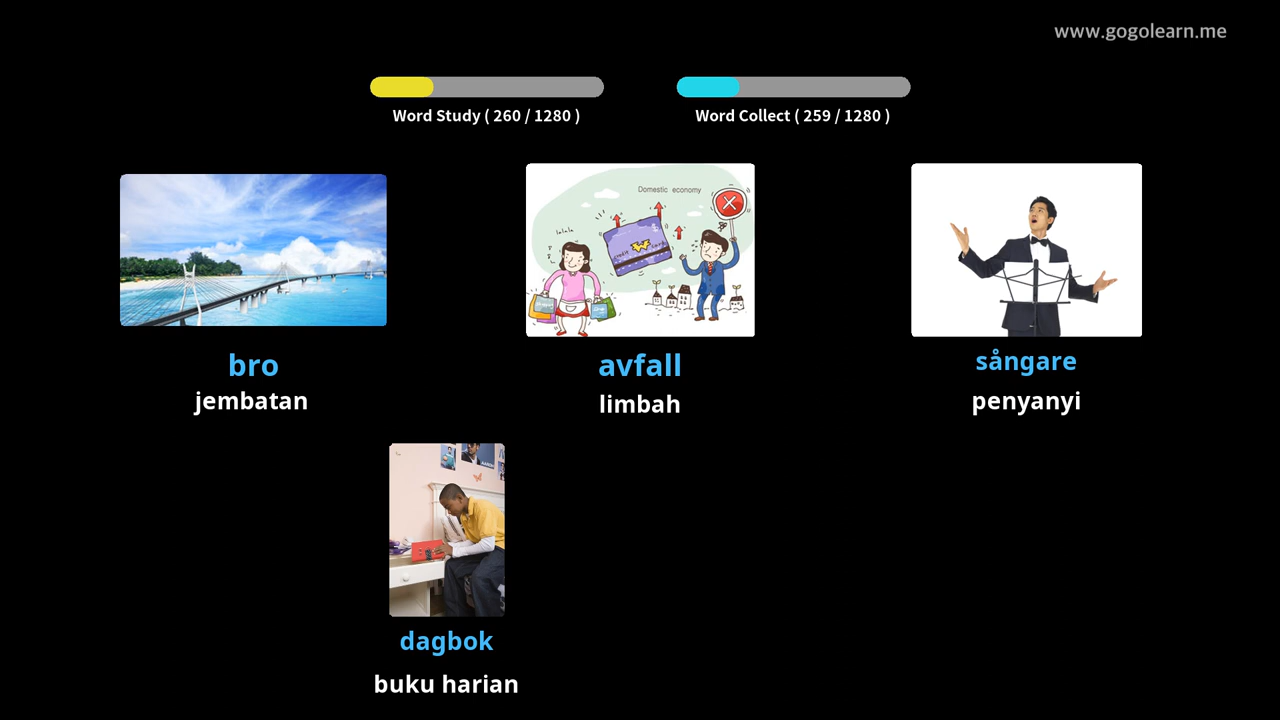 www.gogolearn.me
Word Study ( 260 / 1280 )
Word Collect ( 259 / 1280 )
Domestic economy
lalala
bro
jembatan
avfall
limbah
sångare
penyanyi
dagbok
buku harian